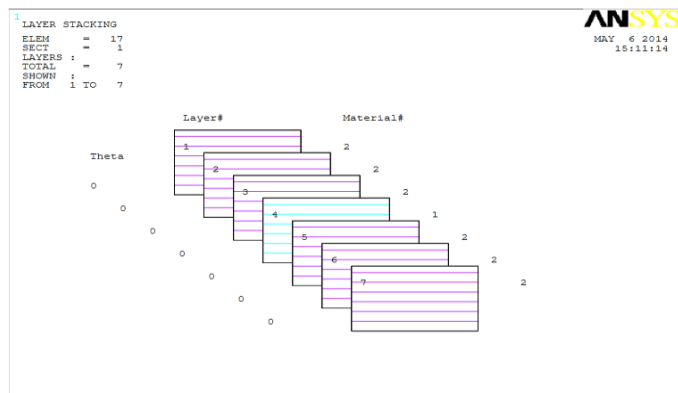 1
LAYER STACKING
ANSYS
ELEM = 17
MAY 6 2014
SECT = 1
15:11:14
LAYERS :
TOTAL = 7
SHOWN :
FROM 1 TO 7
Layer# Material#
1 2
Theta
2 2
0
3 2
0
4 1
0
5 2
0
6 2
0
7 2
0
0